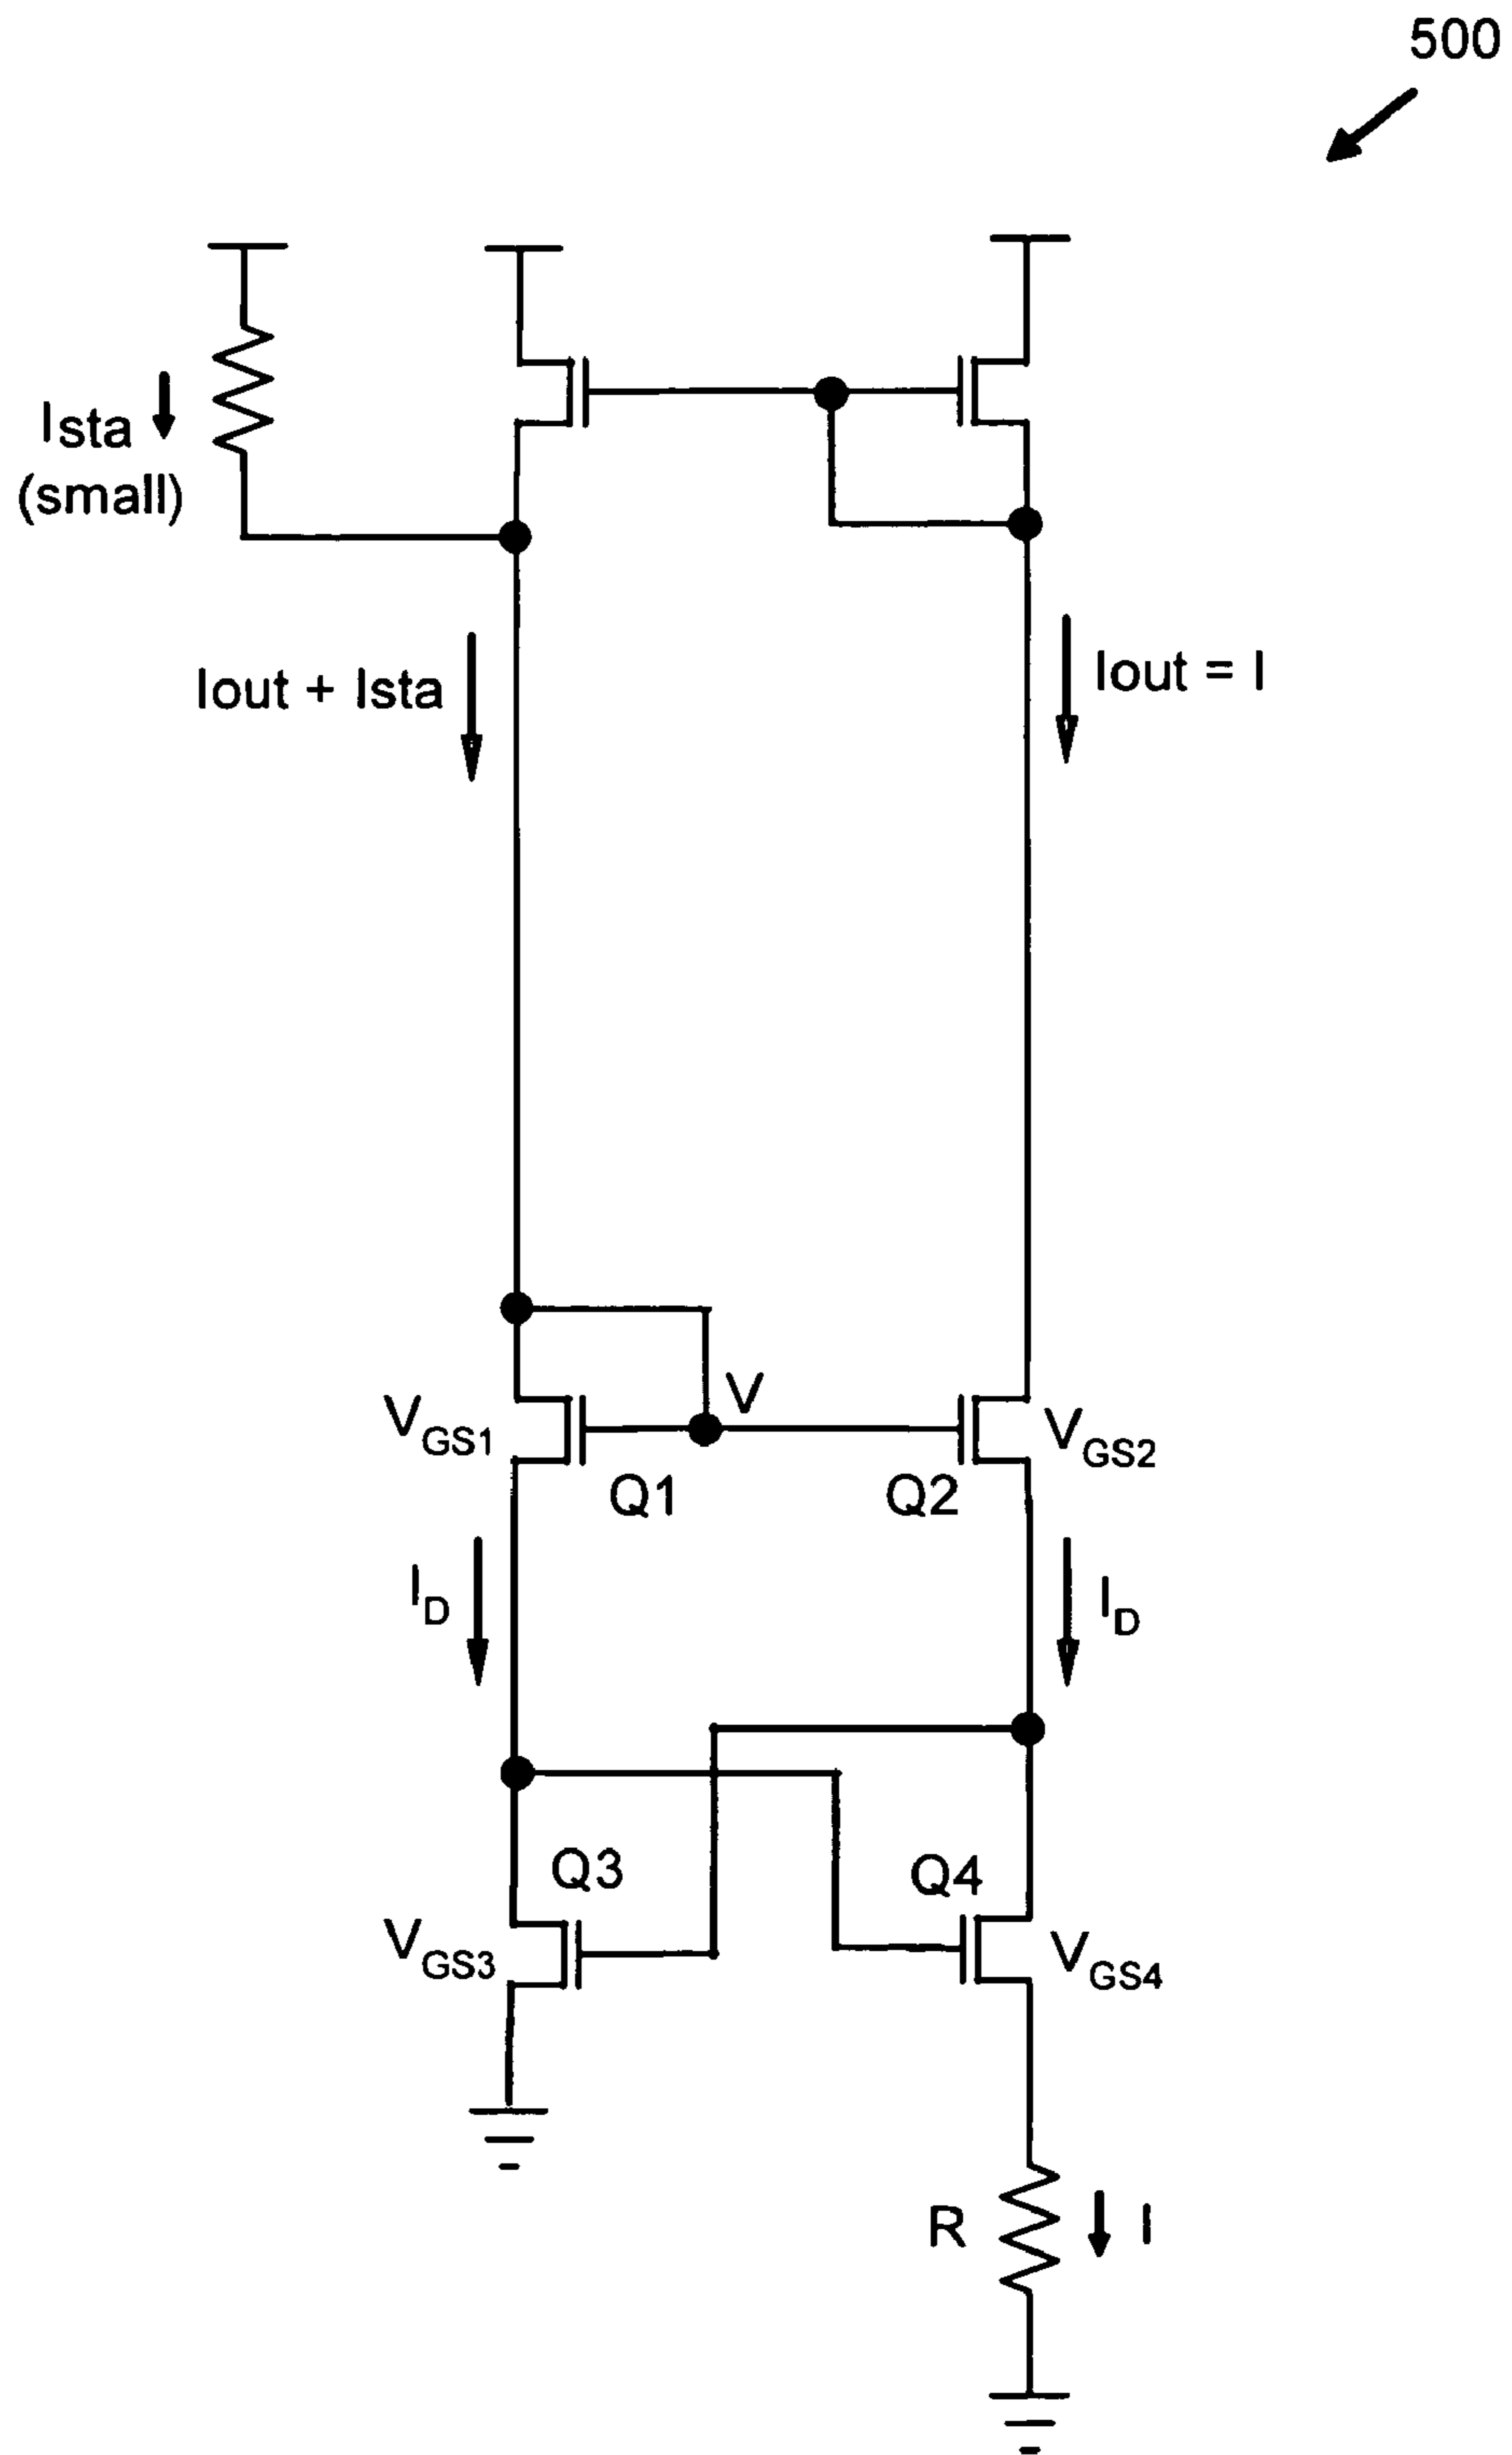 500
Ista
(small)
Iout + Ista
Iout = I
V
VGS1
VGS2
Q1
Q2
ID
ID
Q3
Q4
VGS3
VGS4
R
I